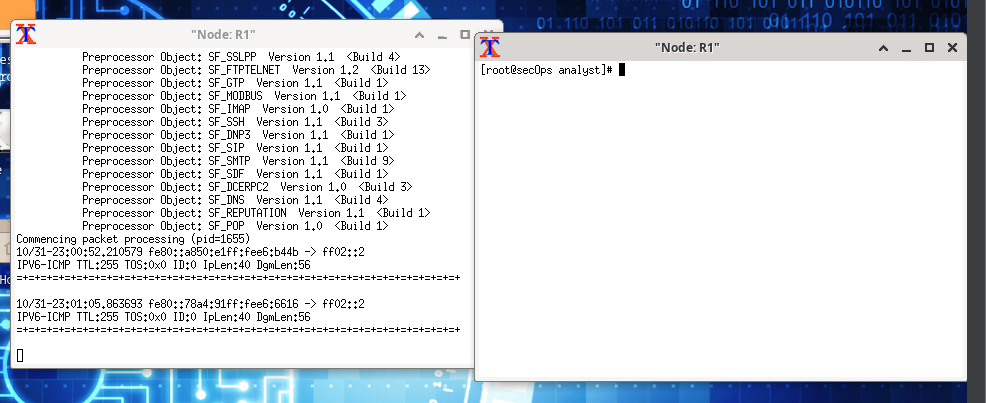 "Node: R1"
Preprocessor Object: SF_SSLPP Version 1.1 <Build 4>
Preprocessor Object: SF_FTPTELNET Version 1.2 <Build 13>
Preprocessor Object: SF_GTP Version 1.1 <Build 1>
Preprocessor Object: SF_MODBUS Version 1.1 <Build 1>
Preprocessor Object: SF_IMAP Version 1.0 <Build 1>
Preprocessor Object: SF_SSH Version 1.1 <Build 3>
Preprocessor Object: SF_DNP3 Version 1.1 <Build 1>
Preprocessor Object: SF_SIP Version 1.1 <Build 1>
Preprocessor Object: SF_SMTP Version 1.1 <Build 9>
Preprocessor Object: SF_SDF Version 1.1 <Build 1>
Preprocessor Object: SF_DCERPC2 Version 1.0 <Build 3>
Preprocessor Object: SF_DNS Version 1.1 <Build 4>
Preprocessor Object: SF_REPUTATION Version 1.1 <Build 1>
Preprocessor Object: SF_POP Version 1.0 <Build 1>
Commencing packet processing (pid=1655)
10/31-23:00:52.210579 fe80::a850:e1ff:fee6:b44b -> ff02::2
IPV6-ICMP TTL:255 TOS:0x0 ID:0 IpLen:40 DgmLen:56
=+=+=+=+=+=+=+=+=+=+=+=+=+=+=+=+=+=+=+=+=+=+=+=+=+=+=+=+=+=+=+=+=+=+=+=+=+

10/31-23:01:05.863693 fe80::78a4:91ff:fee6:6616 -> ff02::2
IPV6-ICMP TTL:255 TOS:0x0 ID:0 IpLen:40 DgmLen:56
=+=+=+=+=+=+=+=+=+=+=+=+=+=+=+=+=+=+=+=+=+=+=+=+=+=+=+=+=+=+=+=+=+=+=+=+=+

"Node: R1"
[root@secOps analyst]#